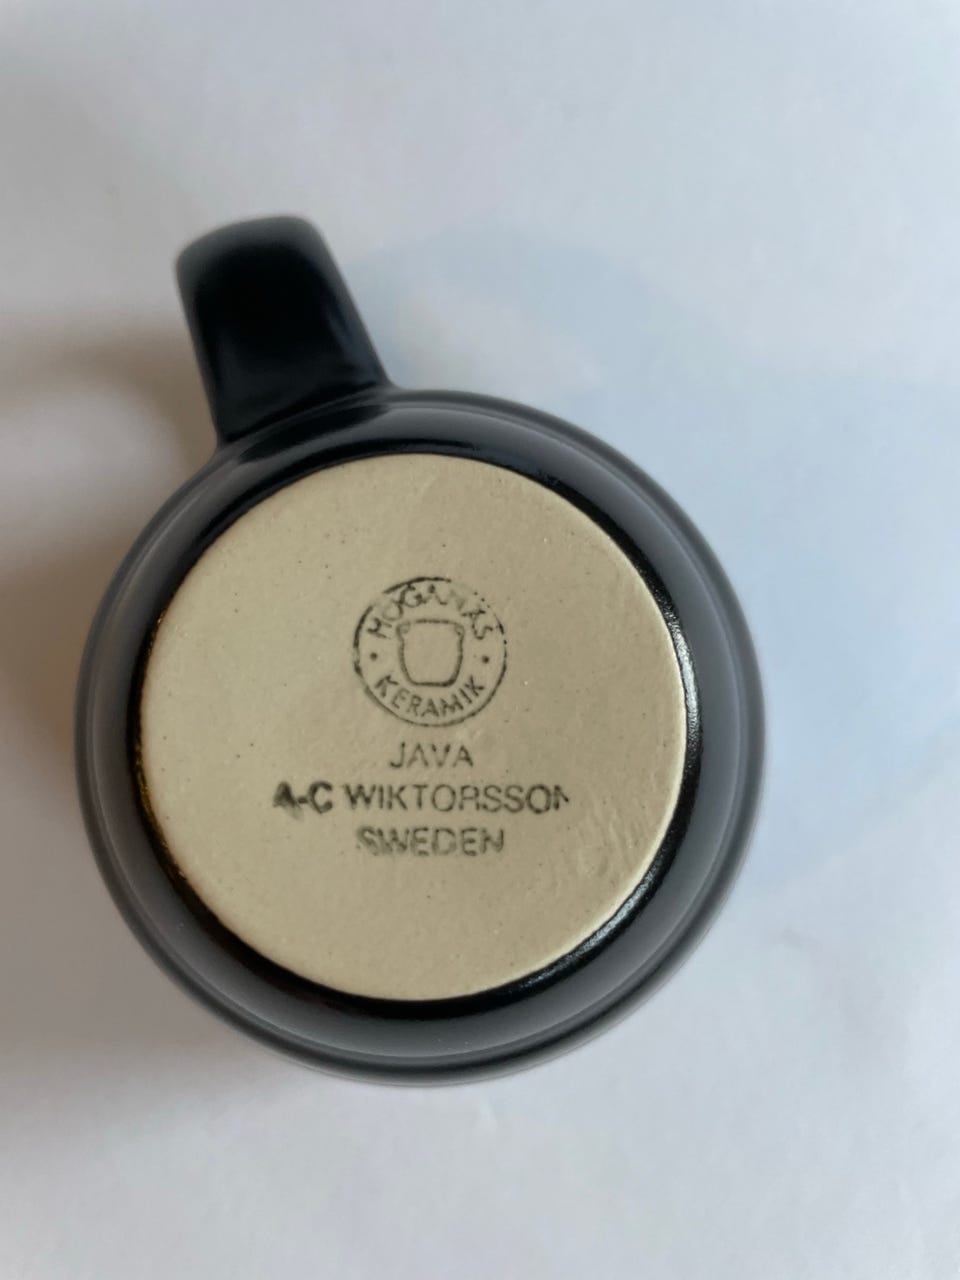 HÖGANÄS
KERAMIK
JAVA
A-C WIKTORSSON
SWEDEN